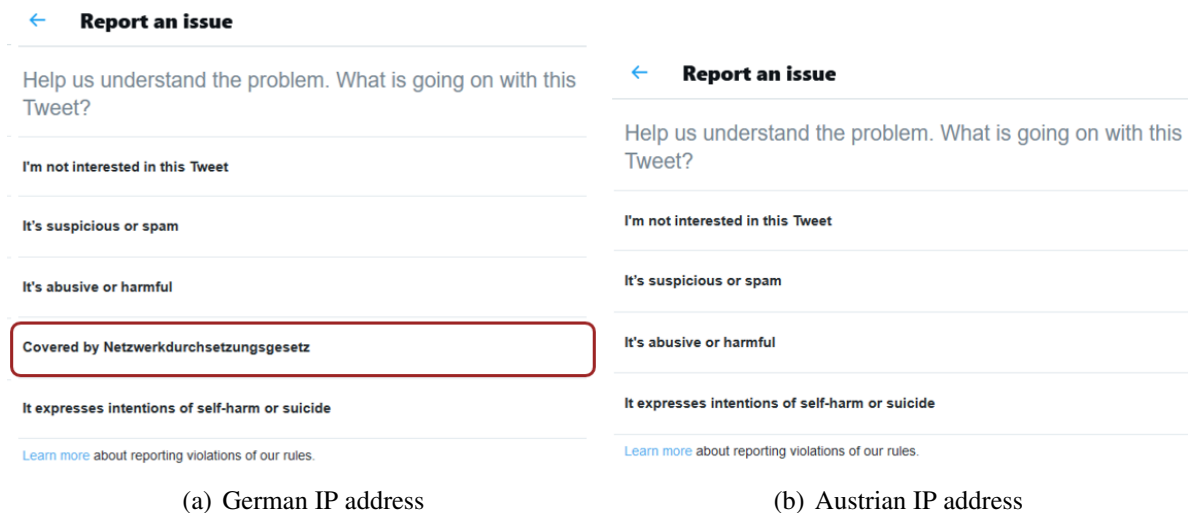 ← Report an issue
Help us understand the problem. What is going on with this
Tweet?
I'm not interested in this Tweet
It's suspicious or spam
It's abusive or harmful
Covered by Netzwerkdurchsetzungsgesetz
It expresses intentions of self-harm or suicide
Learn more about reporting violations of our rules.
(a) German IP address
← Report an issue
Help us understand the problem. What is going on with this
Tweet?
I'm not interested in this Tweet
It's suspicious or spam
It's abusive or harmful
It expresses intentions of self-harm or suicide
Learn more about reporting violations of our rules.
(b) Austrian IP address